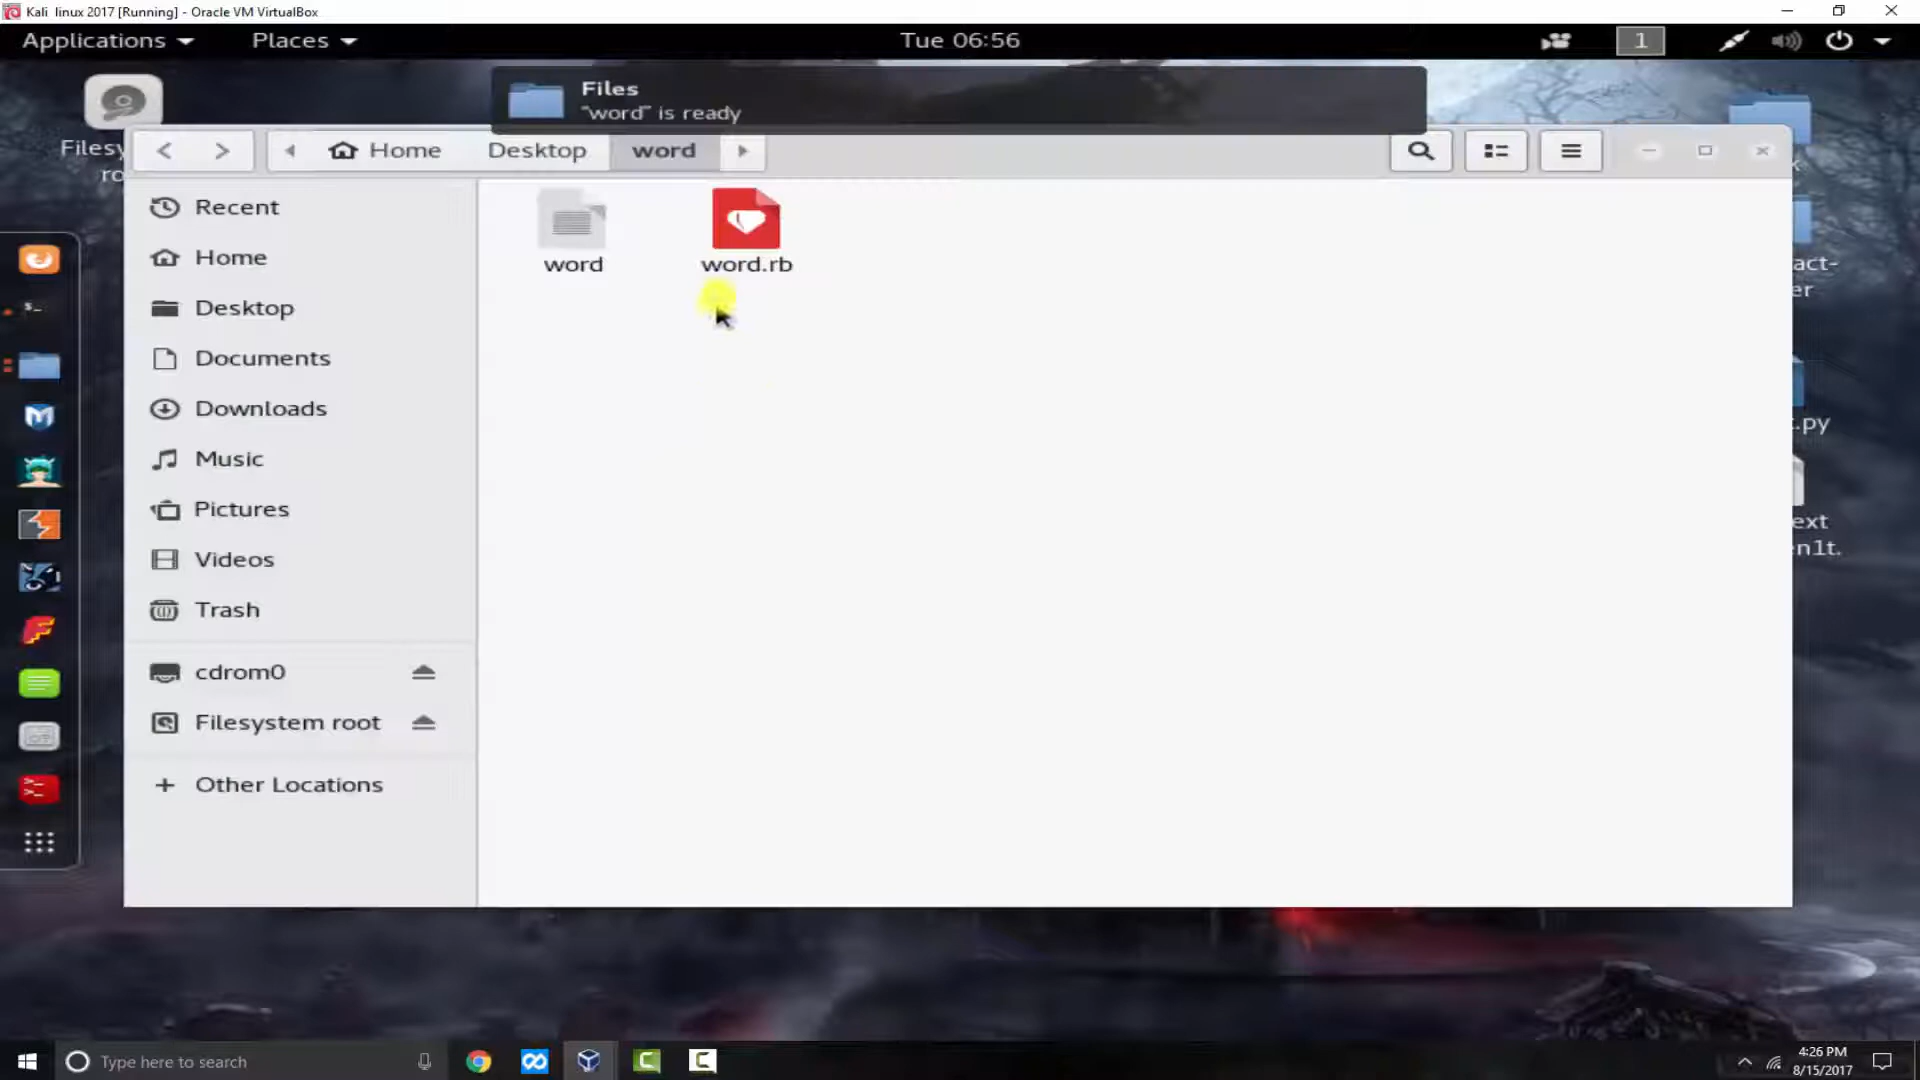 Kali linux 2017 [Running] - Oracle VM VirtualBox
Applications
Places
Tue 06:56
1
Files
"word" is ready
Home
Desktop
word
Recent
Home
Desktop
Documents
Downloads
Music
Pictures
Videos
Trash
cdrom0
Filesystem root
Other Locations
word
word.rb
Filesy
ro
act-
er
.py
ext
en1t.
Type here to search
4:26 PM
8/15/2017